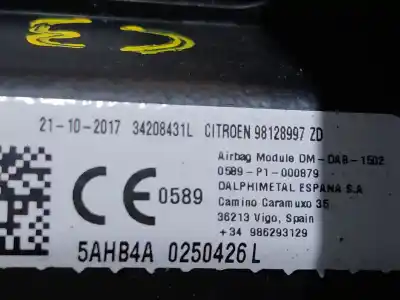 C3
21-10-2017 34208431L CITROEN 98128997 ZD
Airbag Module DM-DAB-1502
0589-P1-000879
DALPHIMETAL ESPANA S.A
Camino Caramuxo 35
36213 Vigo, Spain
+34 986293129
CE 0589
5AHB4A 0250426L